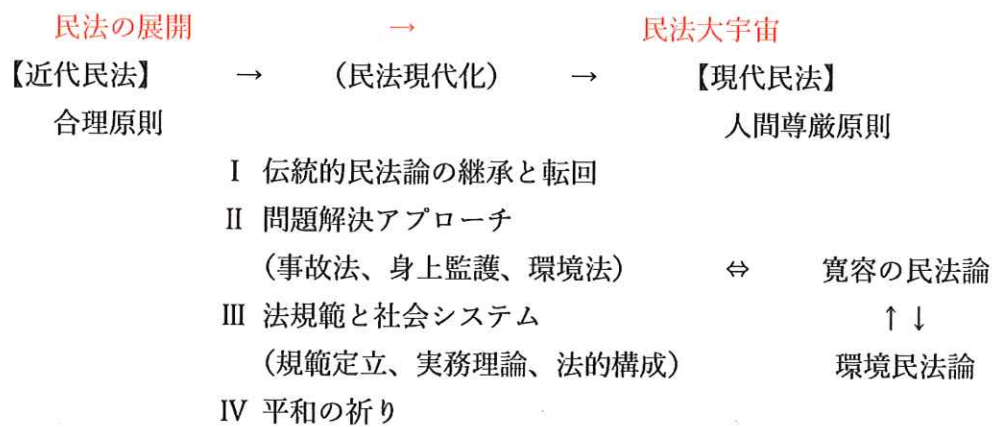 民法の展開 → 民法大宇宙
【近代民法】 → (民法現代化) → 【現代民法】
合理原則 人間尊厳原則
Ⅰ 伝統的民法論の継承と転回
Ⅱ 問題解決アプローチ
(事故法、身上監護、環境法) ⇔ 寛容の民法論
Ⅲ 法規範と社会システム ↑↓
(規範定立、実務理論、法的構成) 環境民法論
Ⅳ 平和の祈り